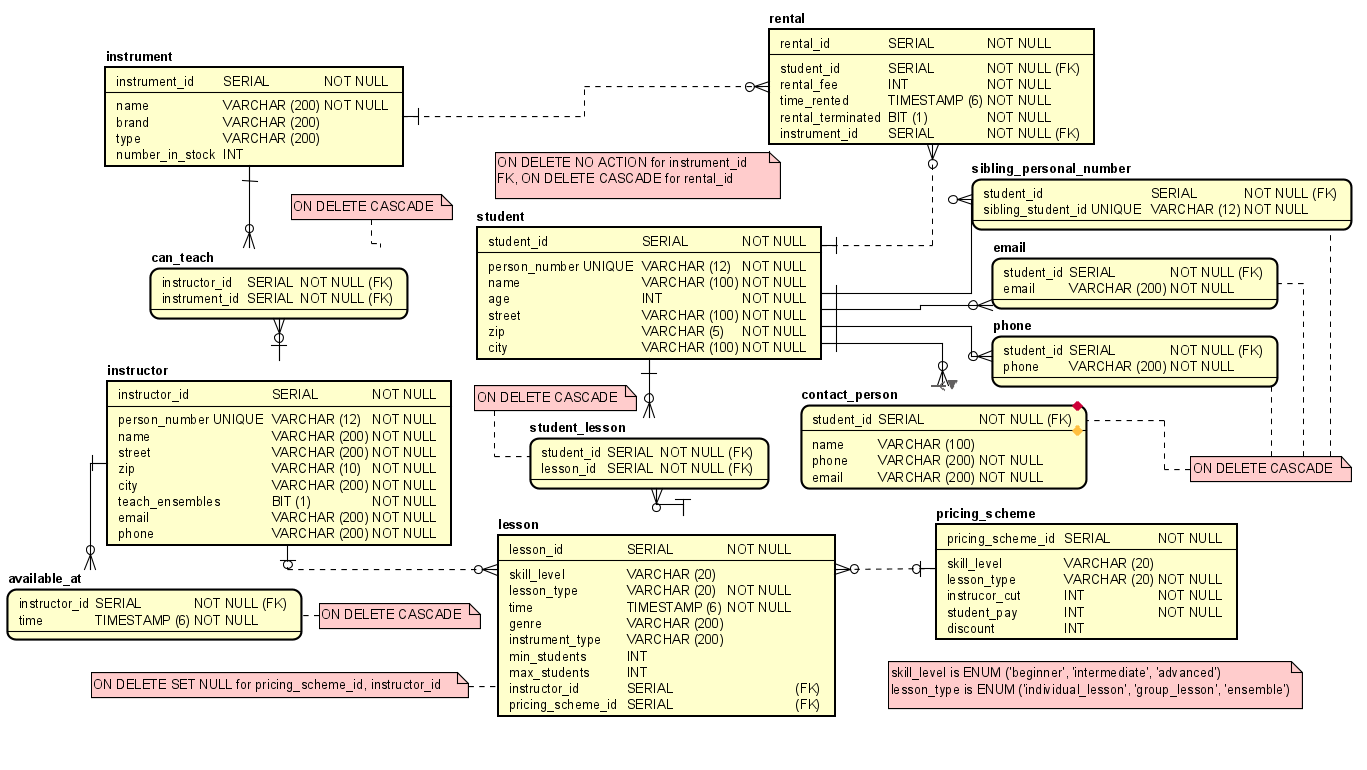 rental
rental_id SERIAL NOT NULL
student_id SERIAL NOT NULL (FK)
rental_fee INT NOT NULL
time_rented TIMESTAMP (6) NOT NULL
rental_terminated BIT (1) NOT NULL
instrument_id SERIAL NOT NULL (FK)
instrument
instrument_id SERIAL NOT NULL
name VARCHAR (200) NOT NULL
brand VARCHAR (200)
type VARCHAR (200)
number_in_stock INT
ON DELETE NO ACTION for instrument_id
FK, ON DELETE CASCADE for rental_id
ON DELETE CASCADE
sibling_personal_number
student_id SERIAL NOT NULL (FK)
sibling_student_id UNIQUE VARCHAR (12) NOT NULL
student
student_id SERIAL NOT NULL
person_number UNIQUE VARCHAR (12) NOT NULL
name VARCHAR (100) NOT NULL
age INT NOT NULL
street VARCHAR (100) NOT NULL
zip VARCHAR (5) NOT NULL
city VARCHAR (100) NOT NULL
email
student_id SERIAL NOT NULL (FK)
email VARCHAR (200) NOT NULL
can_teach
instructor_id SERIAL NOT NULL (FK)
instrument_id SERIAL NOT NULL (FK)
phone
student_id SERIAL NOT NULL (FK)
phone VARCHAR (200) NOT NULL
instructor
instructor_id SERIAL NOT NULL
person_number UNIQUE VARCHAR (12) NOT NULL
name VARCHAR (200) NOT NULL
street VARCHAR (200) NOT NULL
zip VARCHAR (10) NOT NULL
city VARCHAR (200) NOT NULL
teach_ensembles BIT (1) NOT NULL
email VARCHAR (200) NOT NULL
phone VARCHAR (200) NOT NULL
ON DELETE CASCADE
contact_person
student_id SERIAL NOT NULL (FK)
name VARCHAR (100)
phone VARCHAR (200) NOT NULL
email VARCHAR (200) NOT NULL
student_lesson
student_id SERIAL NOT NULL (FK)
lesson_id SERIAL NOT NULL (FK)
ON DELETE CASCADE
lesson
lesson_id SERIAL NOT NULL
skill_level VARCHAR (20)
lesson_type VARCHAR (20) NOT NULL
time TIMESTAMP (6) NOT NULL
genre VARCHAR (200)
instrument_type VARCHAR (200)
min_students INT
max_students INT
instructor_id SERIAL (FK)
pricing_scheme_id SERIAL (FK)
pricing_scheme
pricing_scheme_id SERIAL NOT NULL
skill_level VARCHAR (20)
lesson_type VARCHAR (20) NOT NULL
instrucor_cut INT NOT NULL
student_pay INT NOT NULL
discount INT
available_at
instructor_id SERIAL NOT NULL (FK)
time TIMESTAMP (6) NOT NULL
ON DELETE CASCADE
ON DELETE SET NULL for pricing_scheme_id, instructor_id
skill_level is ENUM ('beginner', 'intermediate', 'advanced')
lesson_type is ENUM ('individual_lesson', 'group_lesson', 'ensemble')